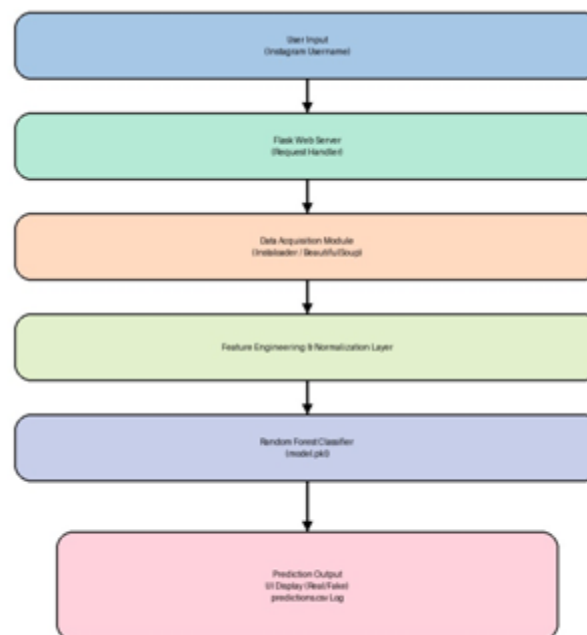 User Input
(Instagram Username)
Flask Web Server
(Request Handler)
Data Acquisition Module
(Instaloader / BeautifulSoup)
Feature Engineering & Normalization Layer
Random Forest Classifier
(model.pkl)
Prediction Output
UI Display (Real/Fake)
predictions.csv Log